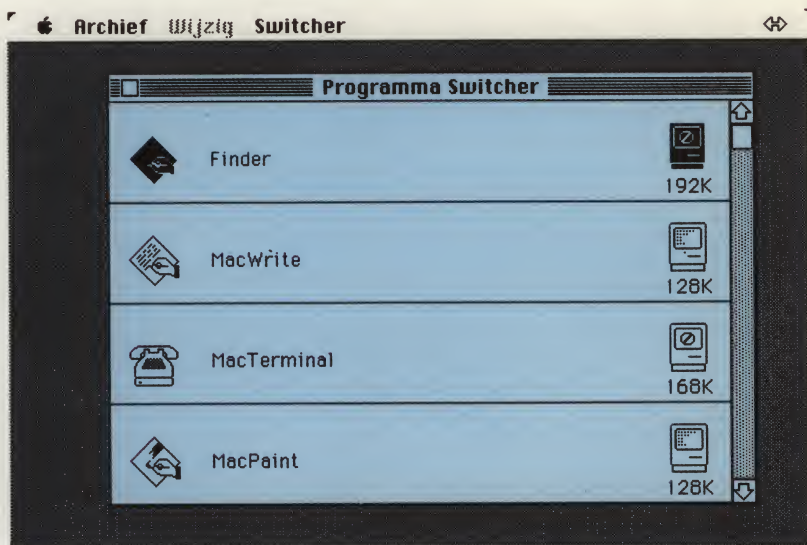 Archief Wijzig Switcher
Programma Switcher
Finder
192K
MacWrite
128K
MacTerminal
168K
MacPaint
128K